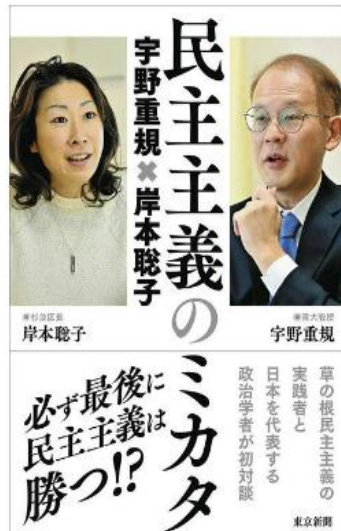 民主主義のミカタ
宇野重規×岸本聡子
東大教授
宇野重規
杉並区長
岸本聡子
草の根民主主義の
実践者と
日本を代表する
政治学者が初対談
必ず最後に
民主主義は
勝つ!?
東京新聞